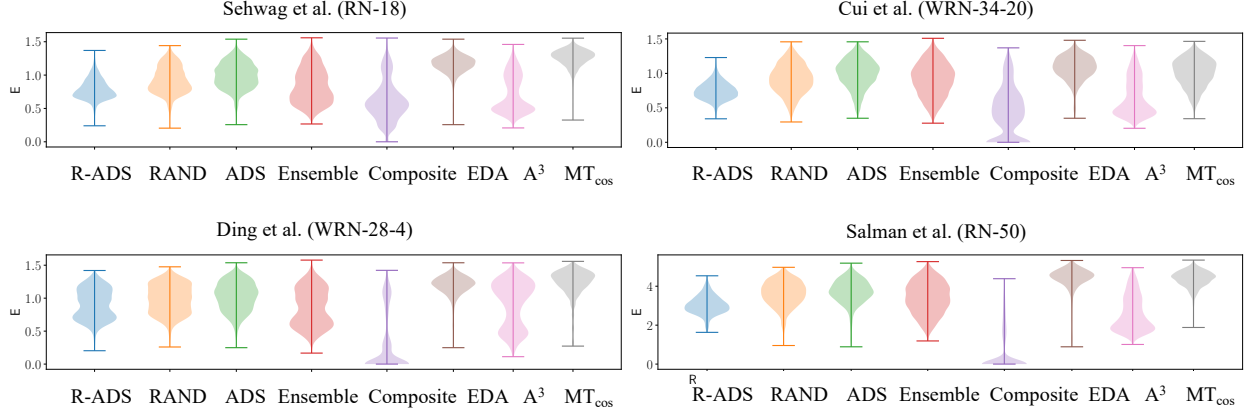 Sehwag et al. (RN-18)
1.5
1.0
0.5
0.0
E
R-ADS RAND ADS Ensemble Composite EDA A³ MT_cos
Cui et al. (WRN-34-20)
1.5
1.0
0.5
0.0
E
R-ADS RAND ADS Ensemble Composite EDA A³ MT_cos
Ding et al. (WRN-28-4)
1.5
1.0
0.5
0.0
E
R-ADS RAND ADS Ensemble Composite EDA A³ MT_cos
Salman et al. (RN-50)
4
2
0
E
R
R-ADS RAND ADS Ensemble Composite EDA A³ MT_cos